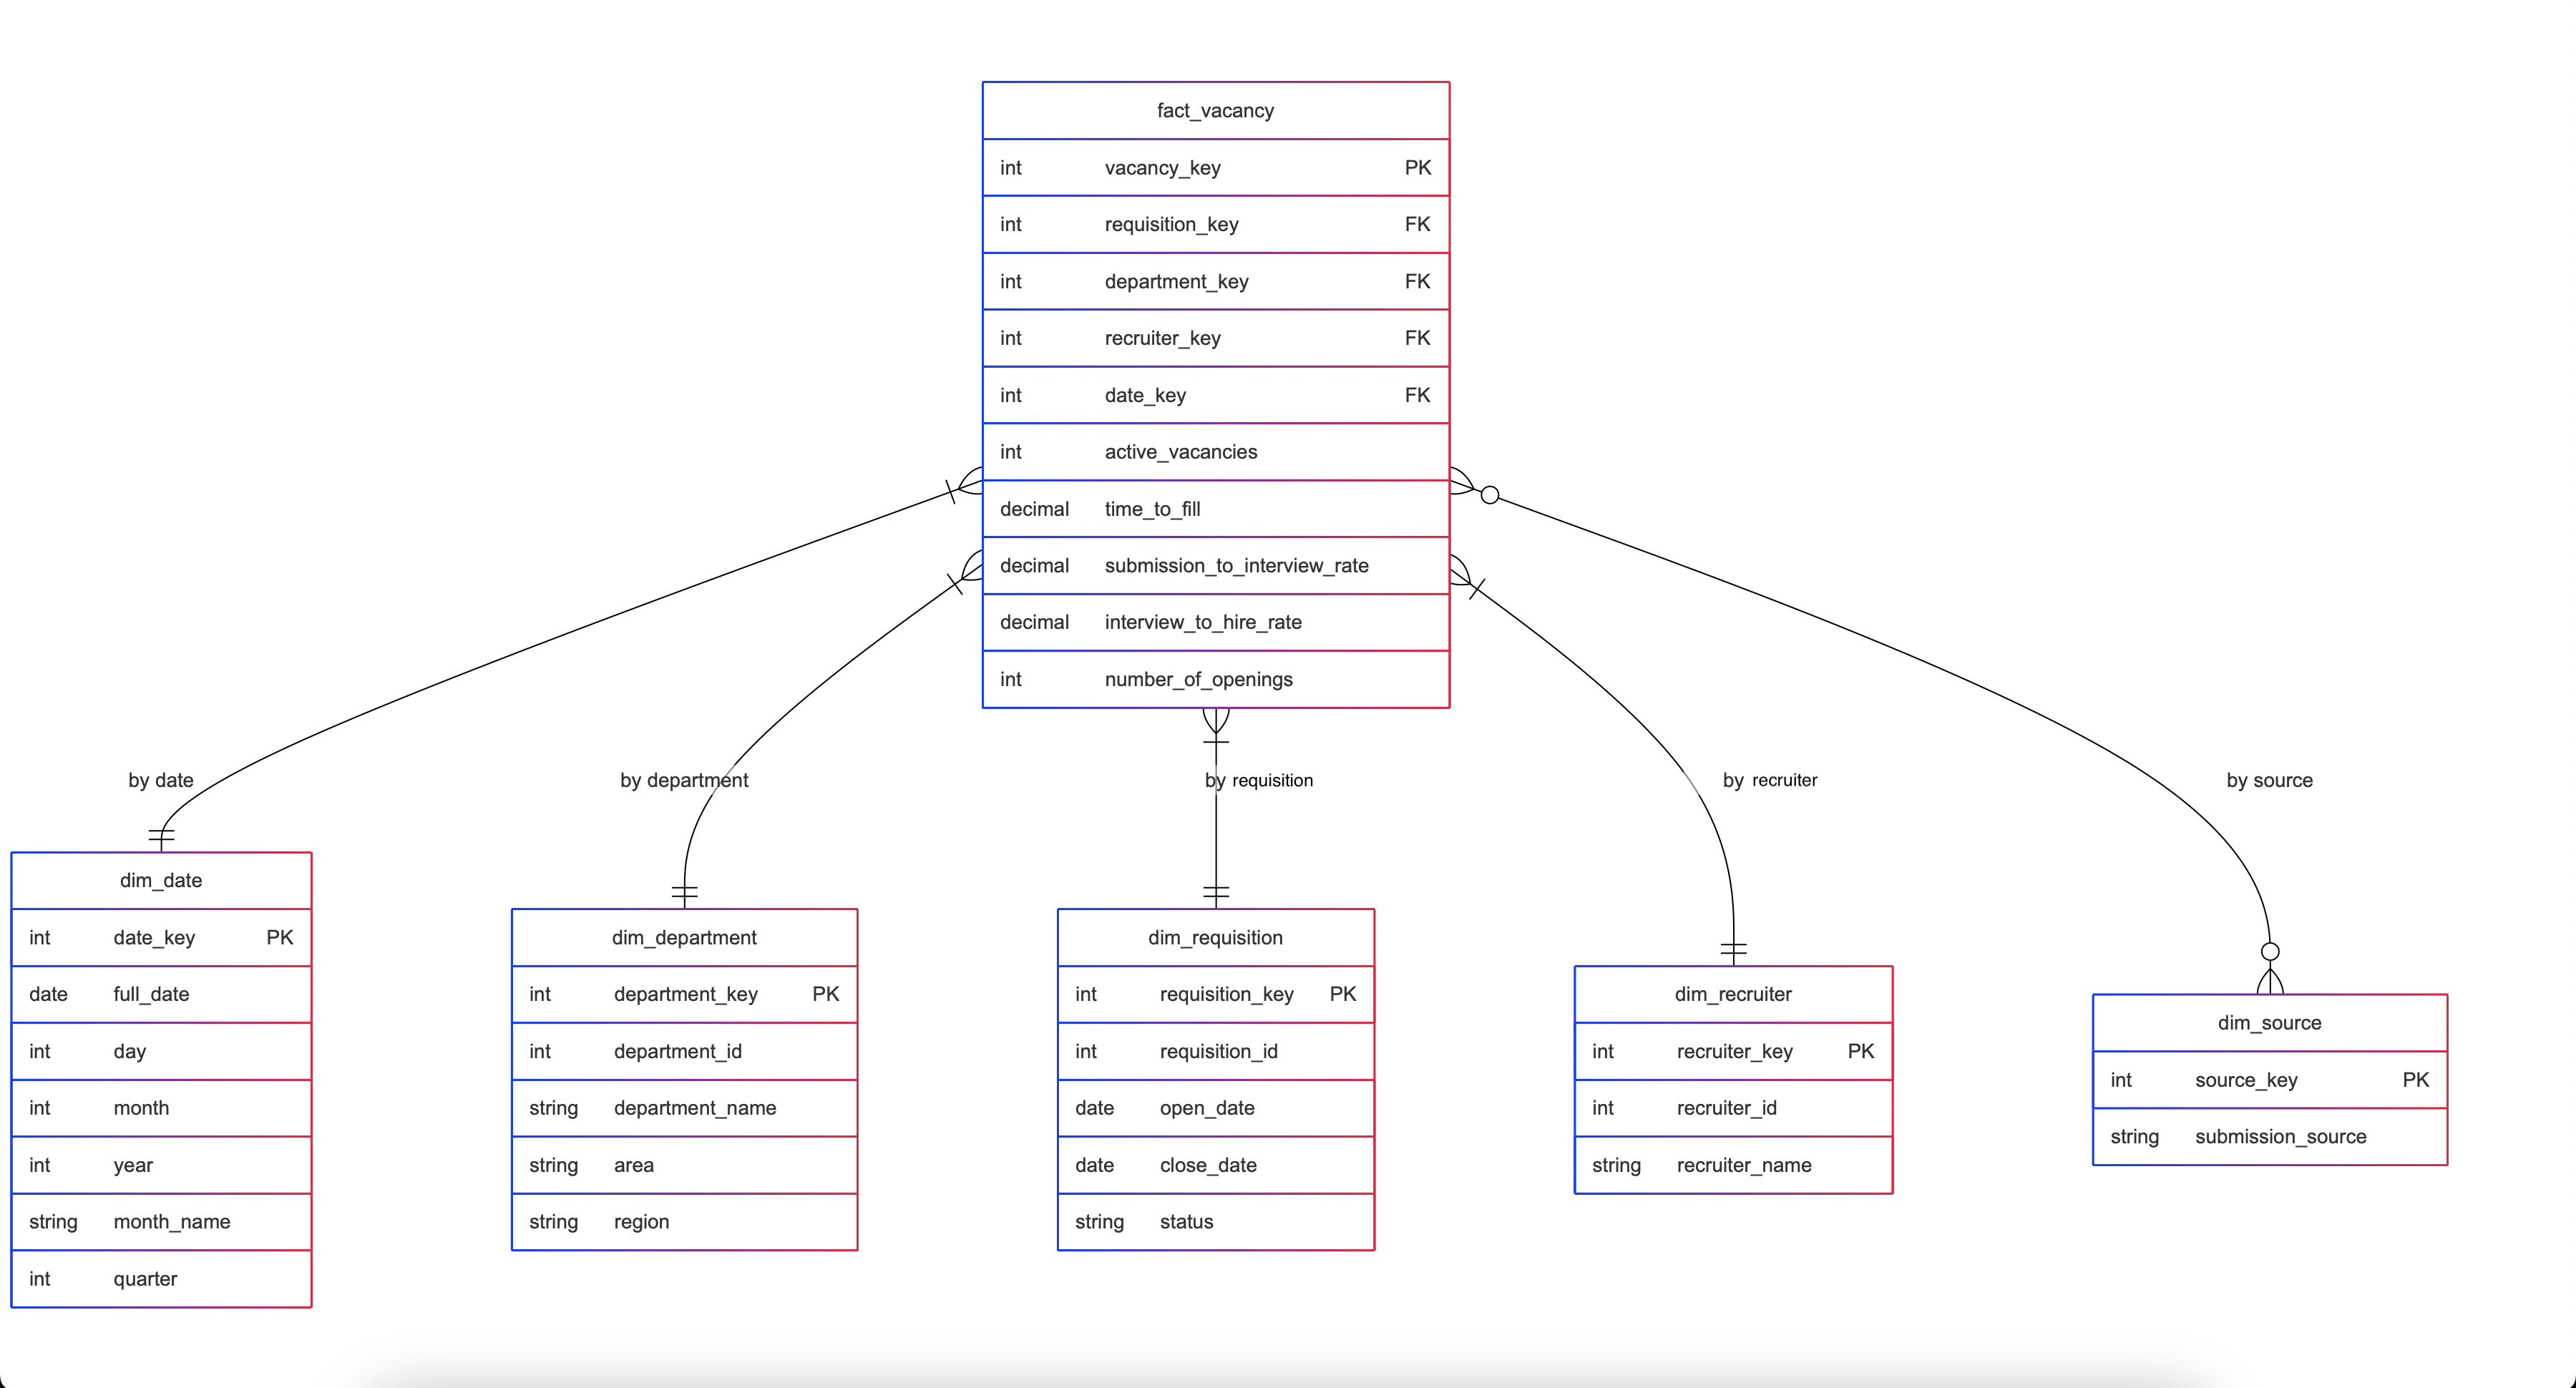 fact_vacancy
int vacancy_key PK
int requisition_key FK
int department_key FK
int recruiter_key FK
int date_key FK
int active_vacancies
decimal time_to_fill
decimal submission_to_interview_rate
decimal interview_to_hire_rate
int number_of_openings
by date
by department
by requisition
by recruiter
by source
dim_date
int date_key PK
date full_date
int day
int month
int year
string month_name
int quarter
dim_department
int department_key PK
int department_id
string department_name
string area
string region
dim_requisition
int requisition_key PK
int requisition_id
date open_date
date close_date
string status
dim_recruiter
int recruiter_key PK
int recruiter_id
string recruiter_name
dim_source
int source_key PK
string submission_source